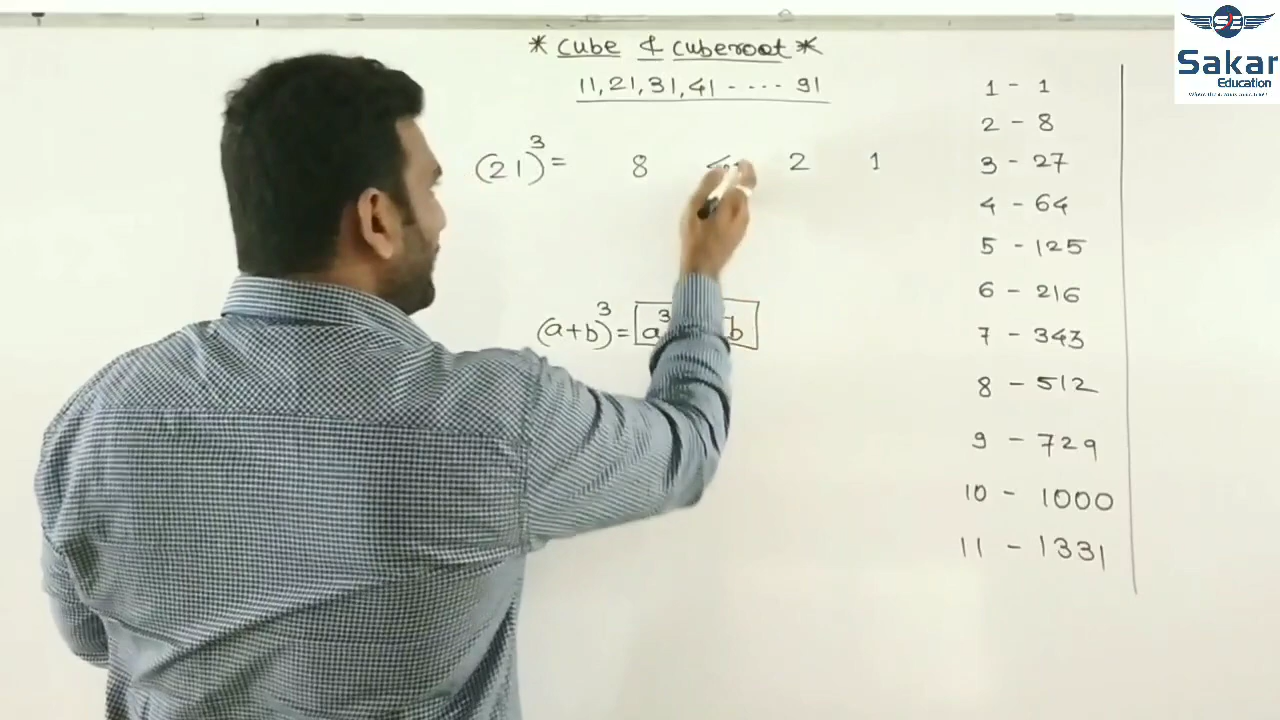 * cube & cuberoot *
11, 21, 31, 41 - - - - - 91
(21)³ = 8 2 1
(a+b)³ = a³ b
1 - 1
2 - 8
3 - 27
4 - 64
5 - 125
6 - 216
7 - 343
8 - 512
9 - 729
10 - 1000
11 - 1331
Sakar
Education